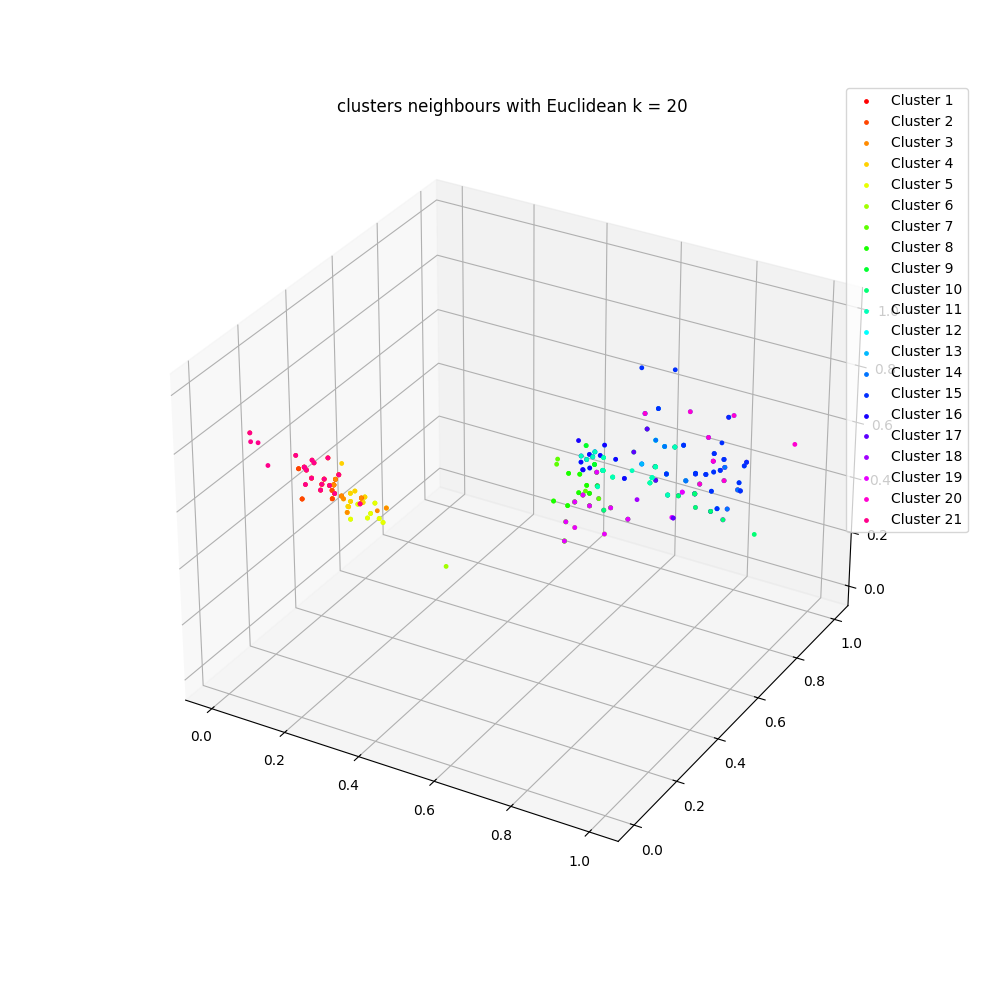 clusters neighbours with Euclidean k = 20
Cluster 1
Cluster 2
Cluster 3
Cluster 4
Cluster 5
Cluster 6
Cluster 7
Cluster 8
Cluster 9
Cluster 10
Cluster 11
Cluster 12
Cluster 13
Cluster 14
Cluster 15
Cluster 16
Cluster 17
Cluster 18
Cluster 19
Cluster 20
Cluster 21
0.8
0.6
0.4
0.2
0.0
1.0
0.8
0.6
0.4
0.2
0.0
0.0
0.2
0.4
0.6
0.8
1.0